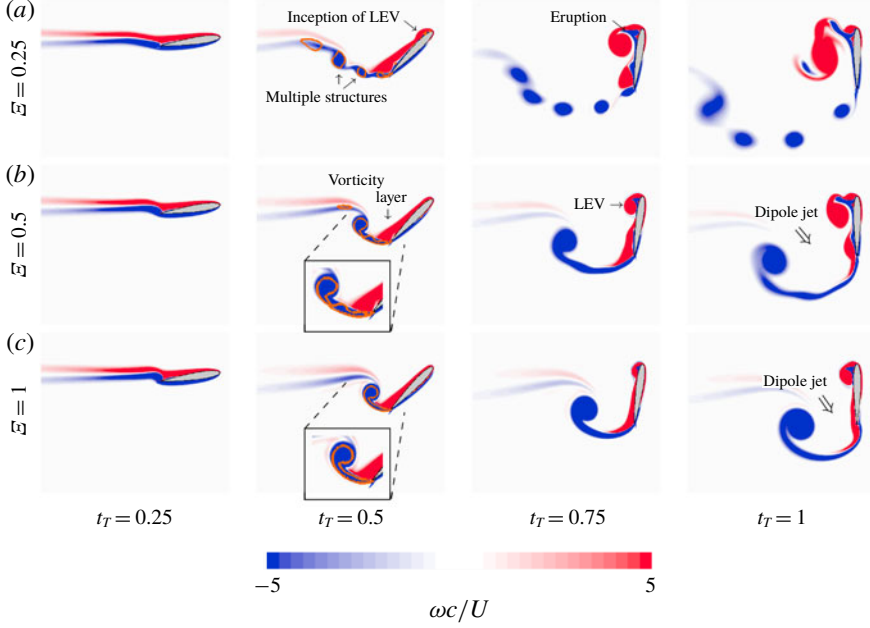 (a)
Ξ = 0.25
Inception of LEV
Multiple structures
Eruption
(b)
Ξ = 0.5
Vorticity
layer
LEV
Dipole jet
(c)
Ξ = 1
Dipole jet
t_T = 0.25
t_T = 0.5
t_T = 0.75
t_T = 1
−5
5
ωc/U